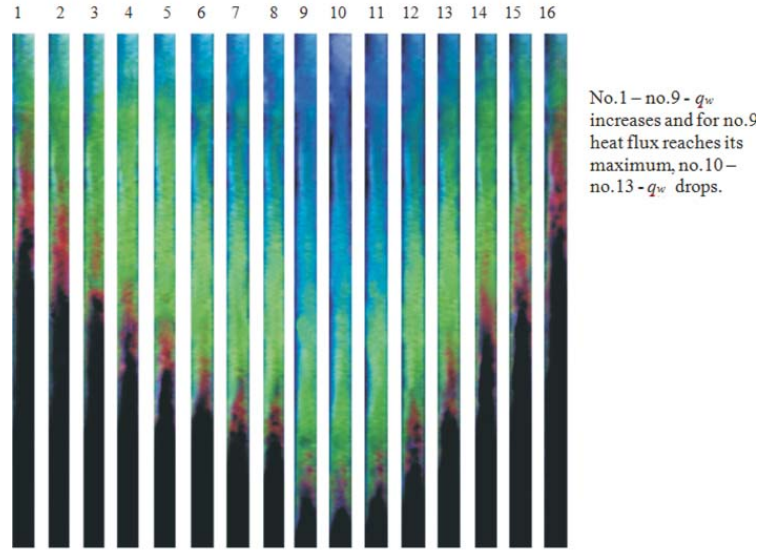 1 2 3 4 5 6 7 8 9 10 11 12 13 14 15 16
No.1 – no.9 - qw
increases and for no.9
heat flux reaches its
maximum, no.10 –
no.13 - qw drops.